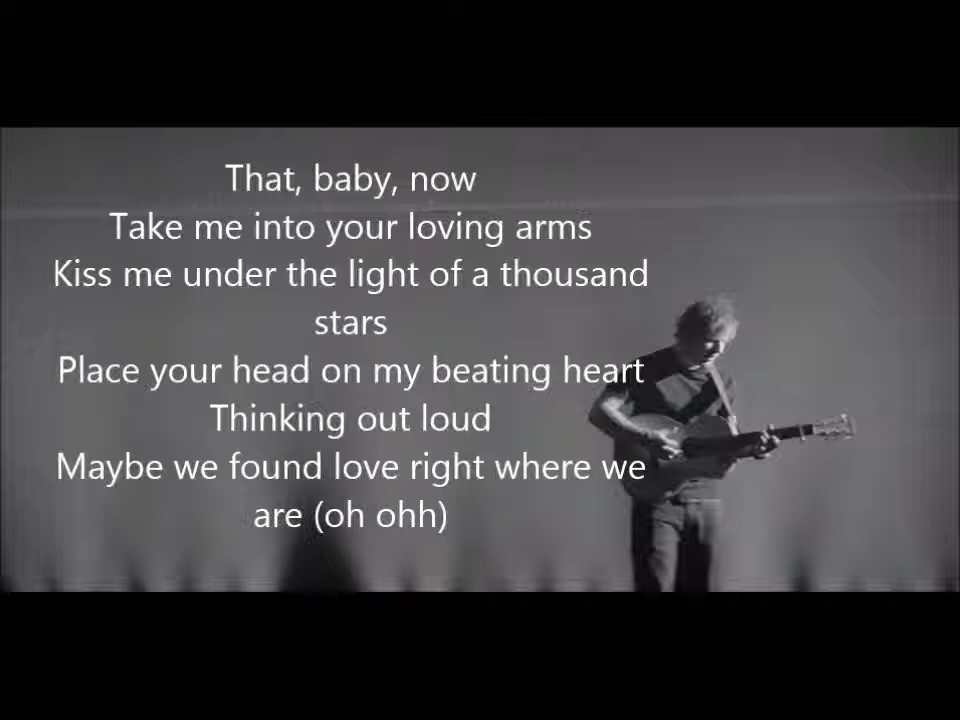 That, baby, now
Take me into your loving arms
Kiss me under the light of a thousand
stars
Place your head on my beating heart
Thinking out loud
Maybe we found love right where we
are (oh ohh)